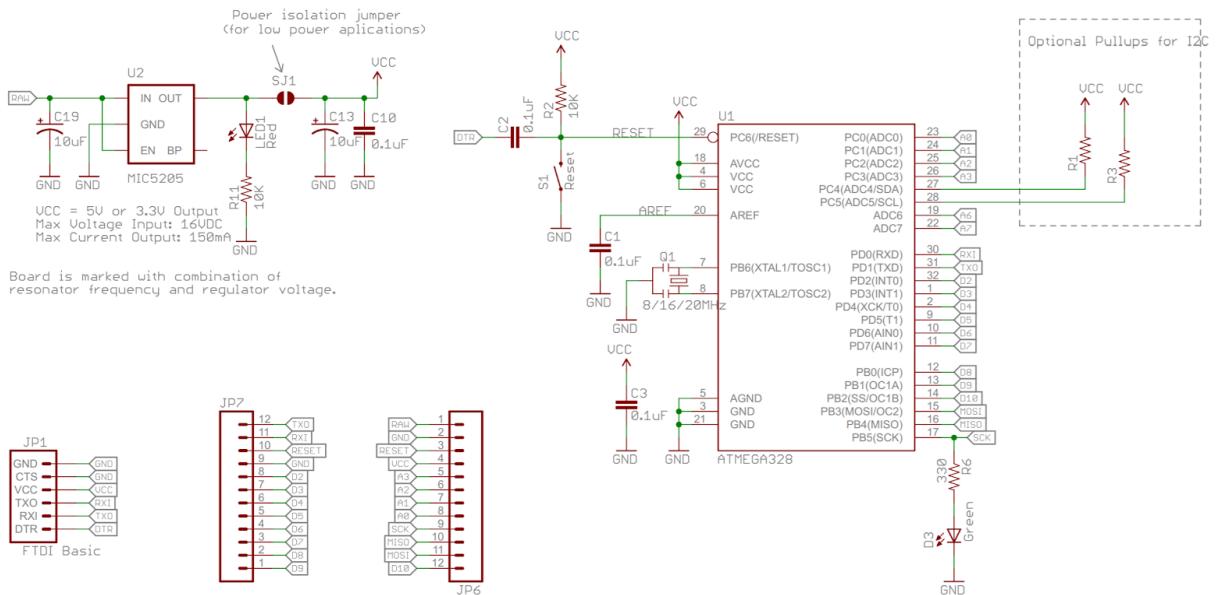 Power isolation jumper
(for low power aplications)
SJ1
VCC
U2
RAW
IN OUT
GND
EN BP
MIC5205
C19
10uF
GND
GND
LED1
Red
R11
10K
GND
C13
10uF
GND
C10
0.1uF
GND
VCC = 5V or 3.3V Output
Max Voltage Input: 16VDC
Max Current Output: 150mA
Board is marked with combination of
resonator frequency and regulator voltage.
VCC
R2
10K
DTR
C2
0.1uF
RESET
S1
Reset
GND
VCC
AREF
C1
0.1uF
GND
Q1
8/16/20MHz
GND
VCC
C3
0.1uF
GND
GND
U1
29 PC6(/RESET)
18 AVCC
4 VCC
6 VCC
20 AREF
7 PB6(XTAL1/TOSC1)
8 PB7(XTAL2/TOSC2)
5 AGND
3 GND
21 GND
ATMEGA328
PC0(ADC0) 23 A0
PC1(ADC1) 24 A1
PC2(ADC2) 25 A2
PC3(ADC3) 26 A3
PC4(ADC4/SDA) 27
PC5(ADC5/SCL) 28
ADC6 19 A6
ADC7 22 A7
PD0(RXD) 30 RXI
PD1(TXD) 31 TXO
PD2(INT0) 32 D2
PD3(INT1) 1 D3
PD4(XCK/T0) 2 D4
PD5(T1) 9 D5
PD6(AIN0) 10 D6
PD7(AIN1) 11 D7
PB0(ICP) 12 D8
PB1(OC1A) 13 D9
PB2(SS/OC1B) 14 D10
PB3(MOSI/OC2) 15 MOSI
PB4(MISO) 16 MISO
PB5(SCK) 17 SCK
330
R6
D3
Green
GND
Optional Pullups for I2C
VCC
VCC
R1
R3
JP1
GND GND
CTS GND
VCC VCC
TXO RXI
RXI TXO
DTR DTR
FTDI Basic
JP7
12 TXO
11 RXI
10 RESET
9 GND
8 D2
7 D3
6 D4
5 D5
4 D6
3 D7
2 D8
1 D9
RAW 1
GND 2
RESET 3
VCC 4
A3 5
A2 6
A1 7
A0 8
SCK 9
MISO 10
MOSI 11
D10 12
JP6